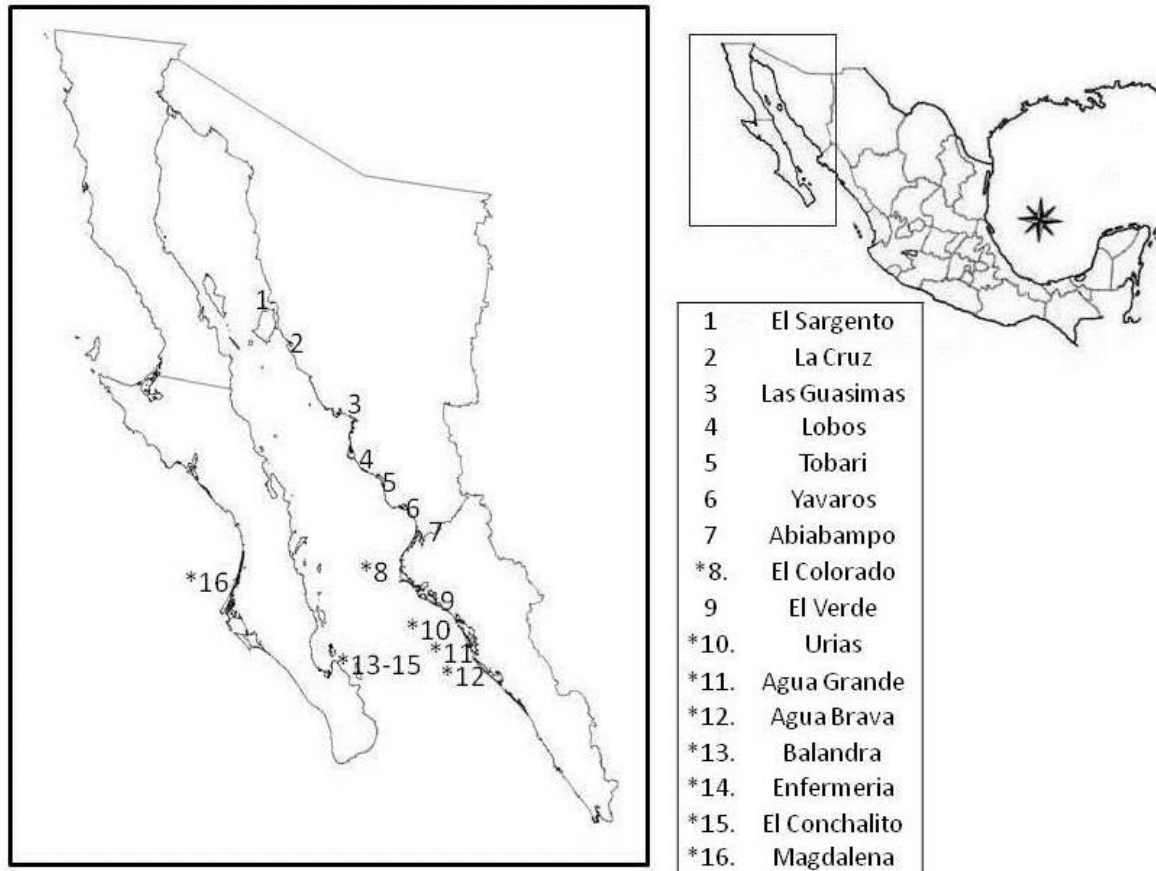 1
2
3
4
5
6
7
*8
*16
9
*10
*11
*13-15
*12
1 El Sargento
2 La Cruz
3 Las Guasimas
4 Lobos
5 Tobari
6 Yavaros
7 Abiabampo
*8. El Colorado
9 El Verde
*10. Urias
*11. Agua Grande
*12. Agua Brava
*13. Balandra
*14. Enfermeria
*15. El Conchalito
*16. Magdalena